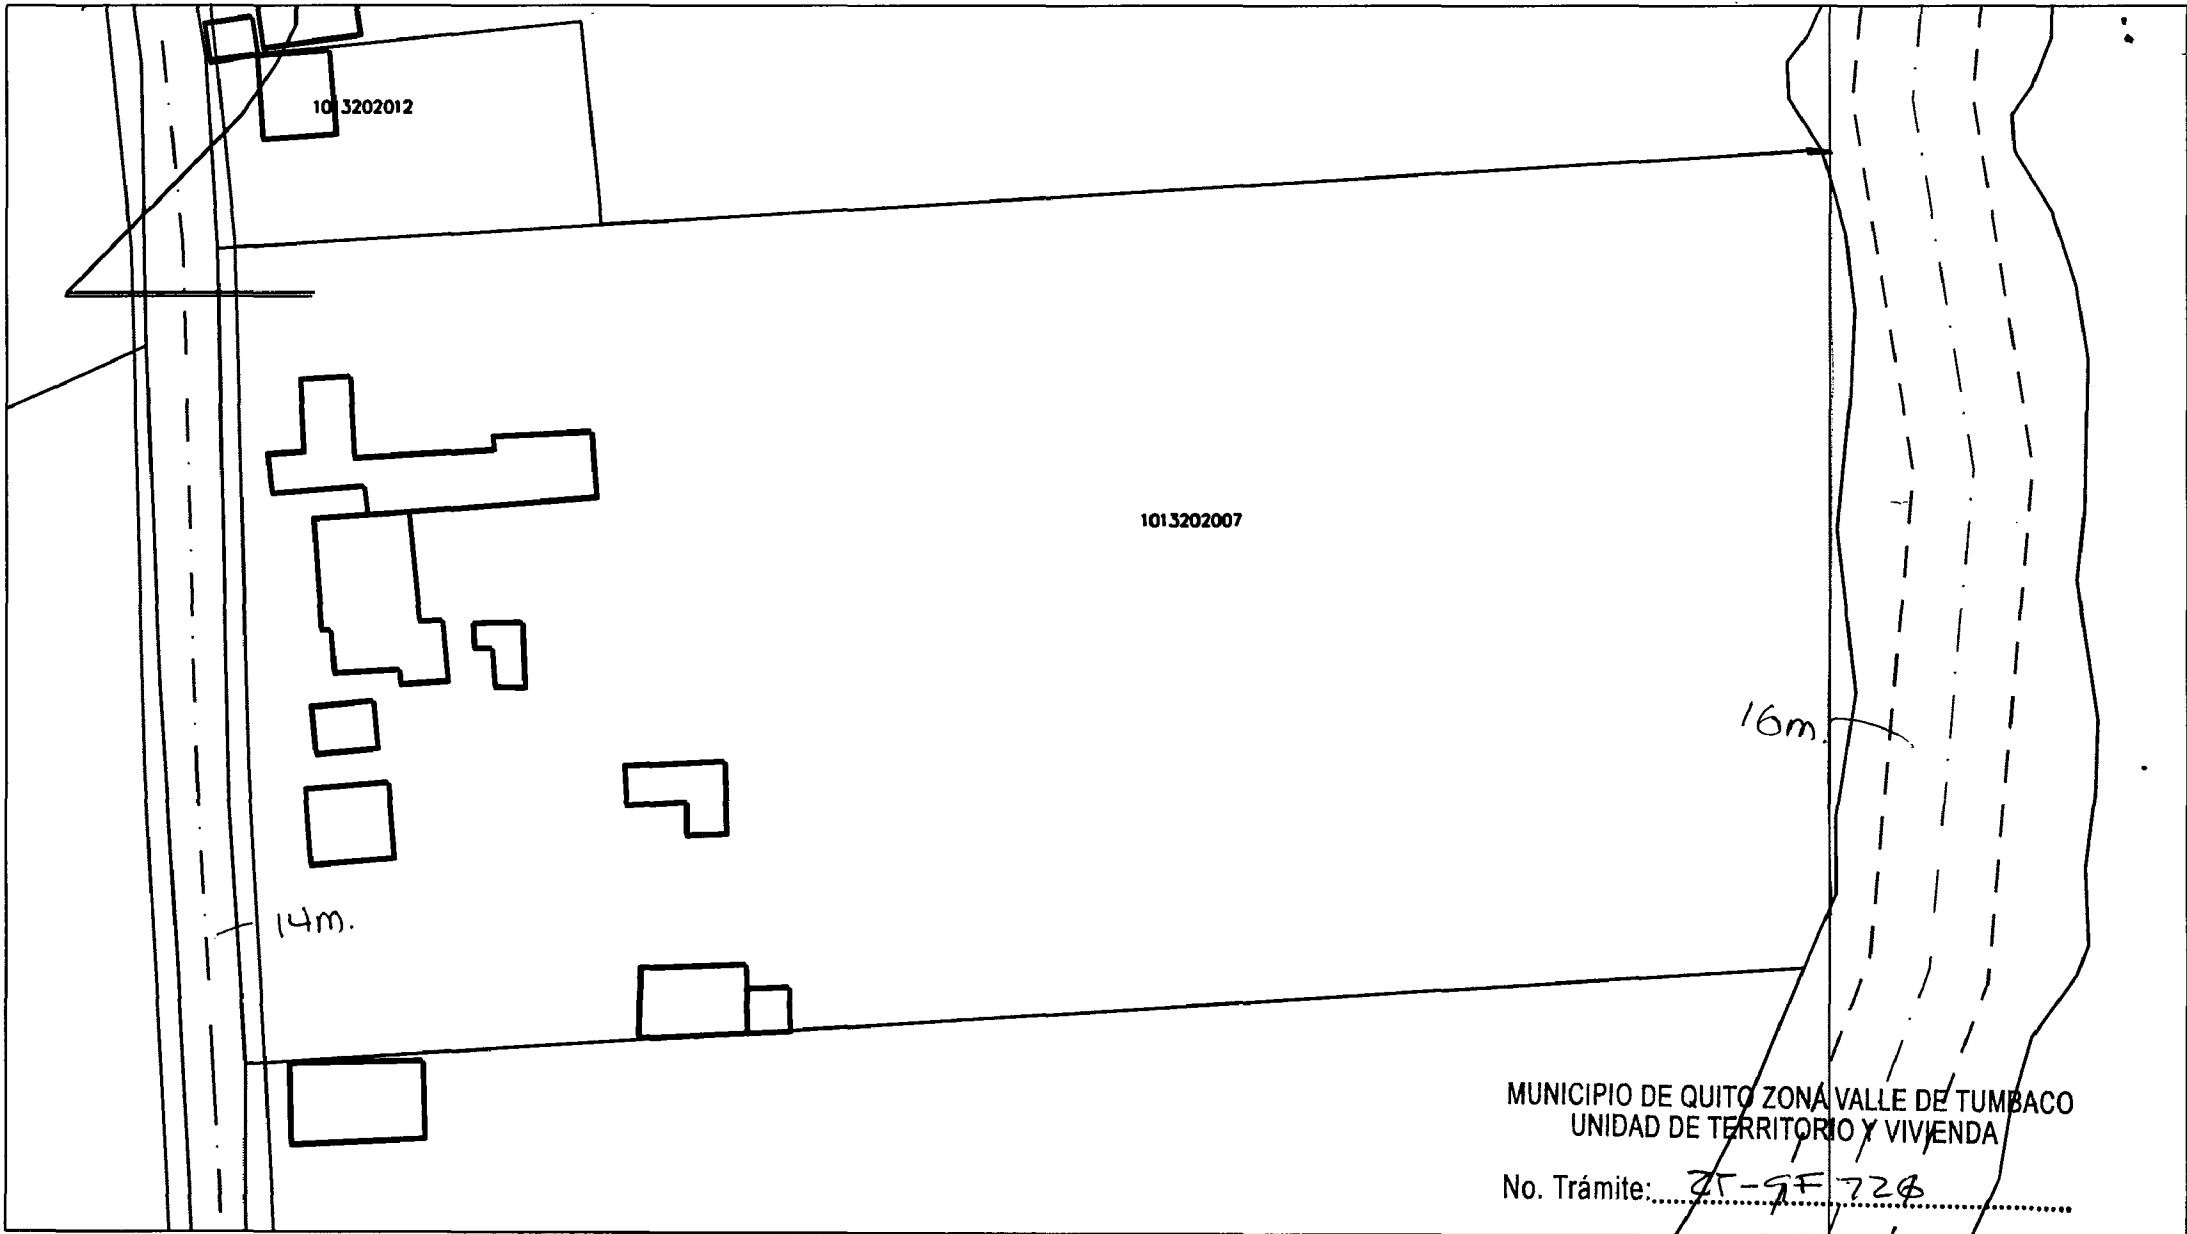 1013202012
1013202007
16m.
14m.
MUNICIPIO DE QUITO ZONA VALLE DE TUMBACO
UNIDAD DE TERRITORIO Y VIVIENDA
No. Trámite: